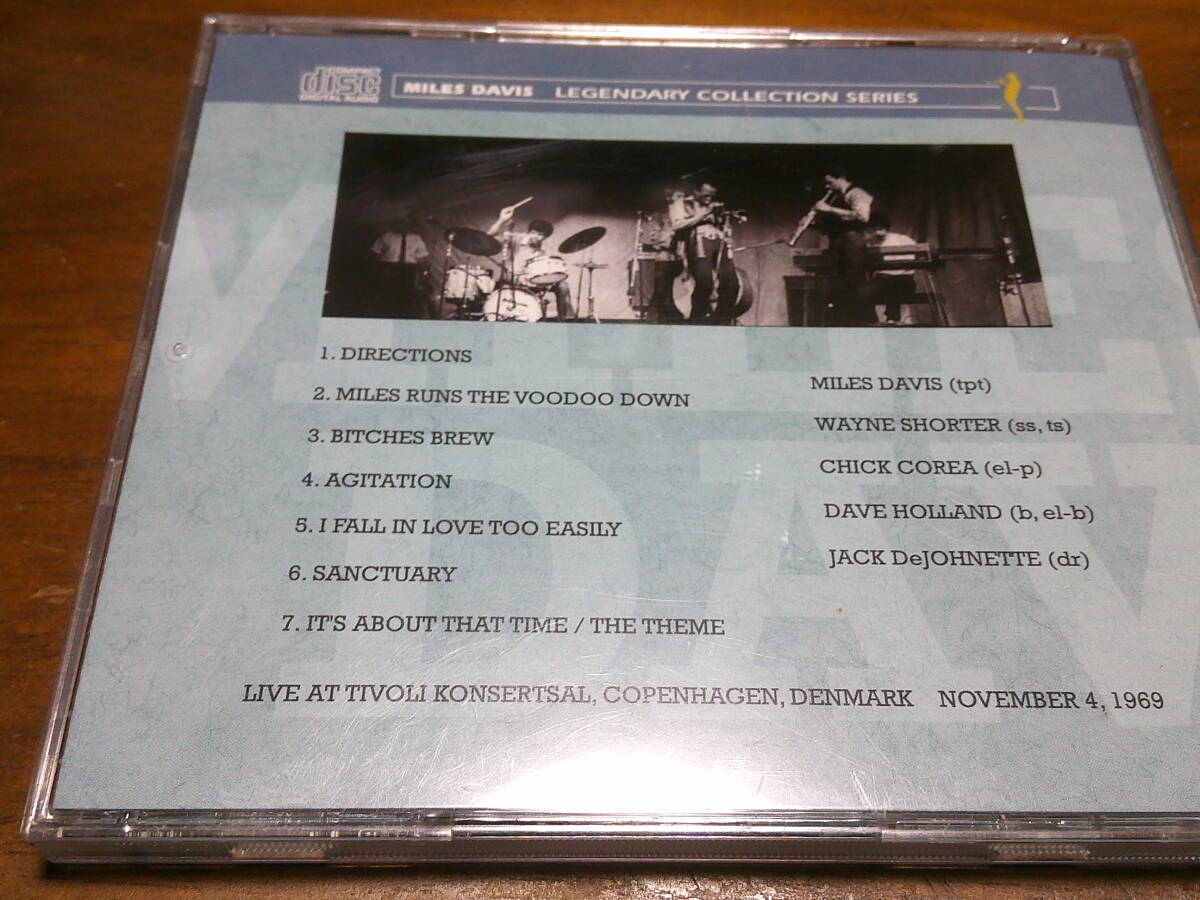 COMPACT
disc
DIGITAL AUDIO
MILES DAVIS LEGENDARY COLLECTION SERIES
1. DIRECTIONS
2. MILES RUNS THE VOODOO DOWN
3. BITCHES BREW
4. AGITATION
5. I FALL IN LOVE TOO EASILY
6. SANCTUARY
7. IT'S ABOUT THAT TIME / THE THEME
MILES DAVIS (tpt)
WAYNE SHORTER (ss, ts)
CHICK COREA (el-p)
DAVE HOLLAND (b, el-b)
JACK DeJOHNETTE (dr)
LIVE AT TIVOLI KONSERTSAL, COPENHAGEN, DENMARK NOVEMBER 4, 1969